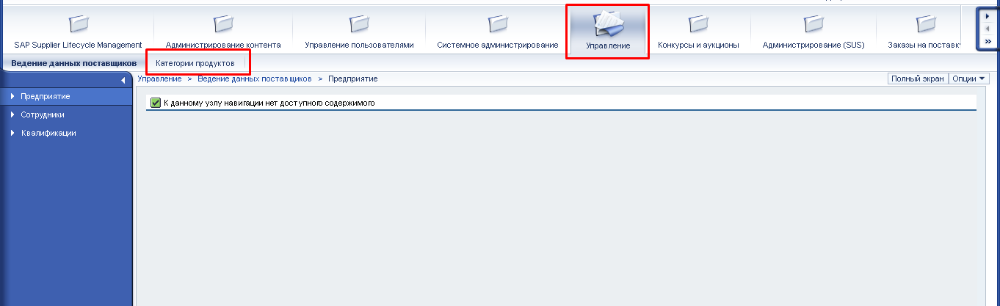 SAP Supplier Lifecycle Management
Администрирование контента
Управление пользователями
Системное администрирование
Управление
Конкурсы и аукционы
Администрирование (SUS)
Заказы на поставк
Ведение данных поставщиков
Категории продуктов
Управление > Ведение данных поставщиков > Предприятие
Полный экран
Опции
Предприятие
Сотрудники
Квалификации
К данному узлу навигации нет доступного содержимого